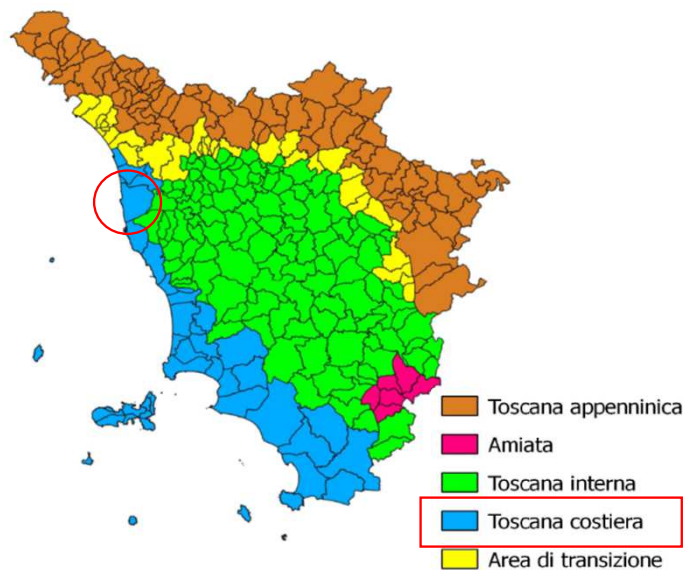 Toscana appenninica
Amiata
Toscana interna
Toscana costiera
Area di transizione